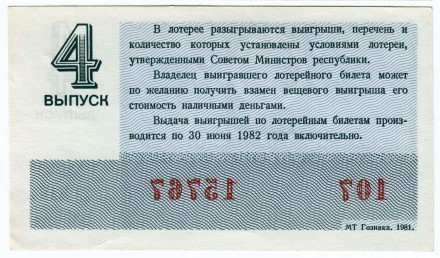 4
ВЫПУСК
В лотерее разыгрываются выигрыши, перечень и
количество которых установлены условиями лотереи,
утвержденными Советом Министров республики.
Владелец выигравшего лотерейного билета может
по желанию получить взамен вещевого выигрыша его
стоимость наличными деньгами.
Выдача выигрышей по лотерейным билетам произ-
водится по 30 июня 1982 года включительно.
15767 107
МТ Гознака. 1981.